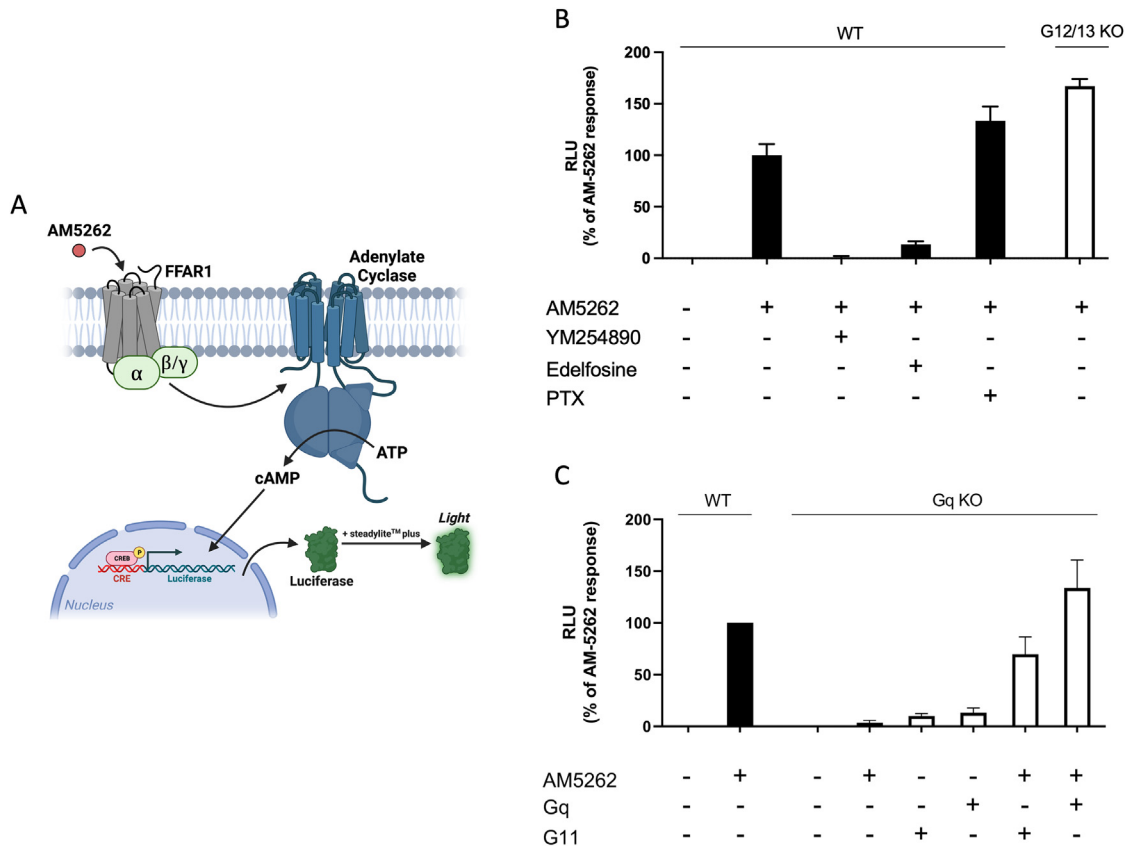 A
AM5262
FFAR1
Adenylate
Cyclase
α
β/γ
ATP
cAMP
CREB
P
CRE
Luciferase
Nucleus
Luciferase
+ steadylite™ plus
Light
B
WT
G12/13 KO
RLU
(% of AM-5262 response)
200
150
100
50
0
AM5262 - + + + + +
YM254890 - - + - - -
Edelfosine - - - + - -
PTX - - - - + -
C
WT
Gq KO
RLU
(% of AM-5262 response)
200
150
100
50
0
AM5262 - + - + - - + +
Gq - - - - - + - +
G11 - - - - + - + -